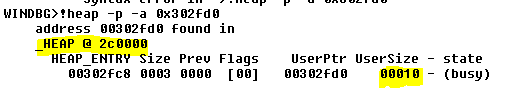 WINDBG>!heap -p -a 0x302fd0
address 00302fd0 found in
_HEAP @ 2c0000
HEAP_ENTRY Size Prev Flags UserPtr UserSize - state
00302fc8 0003 0000 [00] 00302fd0 00010 - (busy)